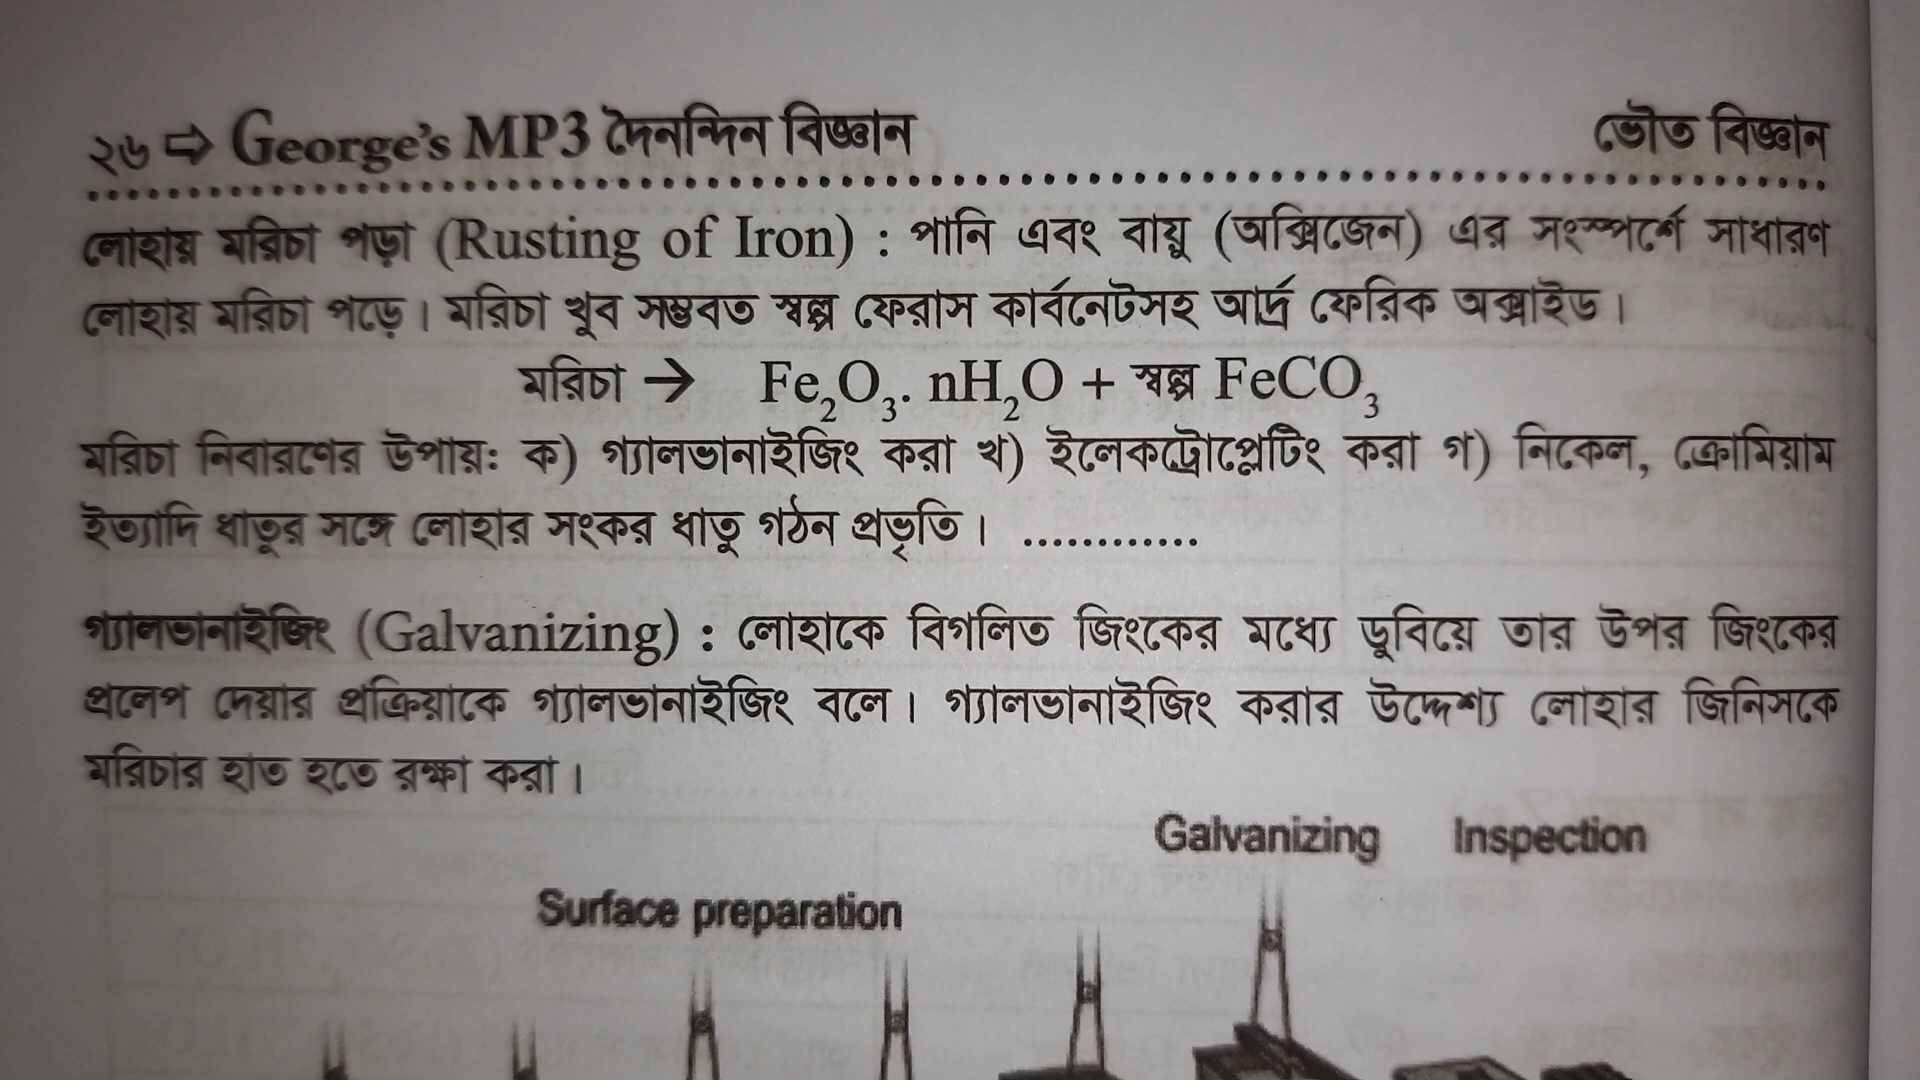 ২৬ ⇨ George's MP3 দৈনন্দিন বিজ্ঞান ভৌত বিজ্ঞান
লোহায় মরিচা পড়া (Rusting of Iron) : পানি এবং বায়ু (অক্সিজেন) এর সংস্পর্শে সাধারণ
লোহায় মরিচা পড়ে। মরিচা খুব সম্ভবত স্বল্প ফেরাস কার্বনেটসহ আর্দ্র ফেরিক অক্সাইড।
মরিচা → Fe₂O₃. nH₂O + স্বল্প FeCO₃
মরিচা নিবারণের উপায়ঃ ক) গ্যালভানাইজিং করা খ) ইলেকট্রোপ্লেটিং করা গ) নিকেল, ক্রোমিয়াম
ইত্যাদি ধাতুর সঙ্গে লোহার সংকর ধাতু গঠন প্রভৃতি। ............
গ্যালভানাইজিং (Galvanizing) : লোহাকে বিগলিত জিংকের মধ্যে ডুবিয়ে তার উপর জিংকের
প্রলেপ দেয়ার প্রক্রিয়াকে গ্যালভানাইজিং বলে। গ্যালভানাইজিং করার উদ্দেশ্য লোহার জিনিসকে
মরিচার হাত হতে রক্ষা করা।
Galvanizing Inspection
Surface preparation